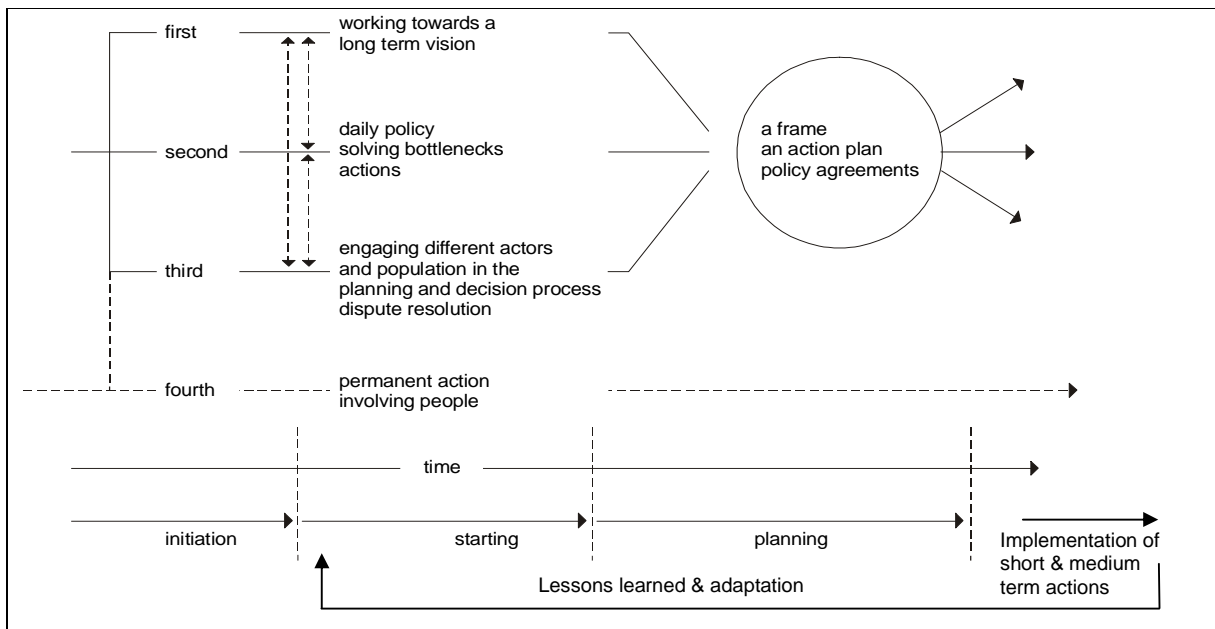 first
working towards a
long term vision
second
daily policy
solving bottlenecks
actions
a frame
an action plan
policy agreements
third
engaging different actors
and population in the
planning and decision process
dispute resolution
fourth
permanent action
involving people
time
initiation
starting
planning
Implementation of
short & medium
term actions
Lessons learned & adaptation